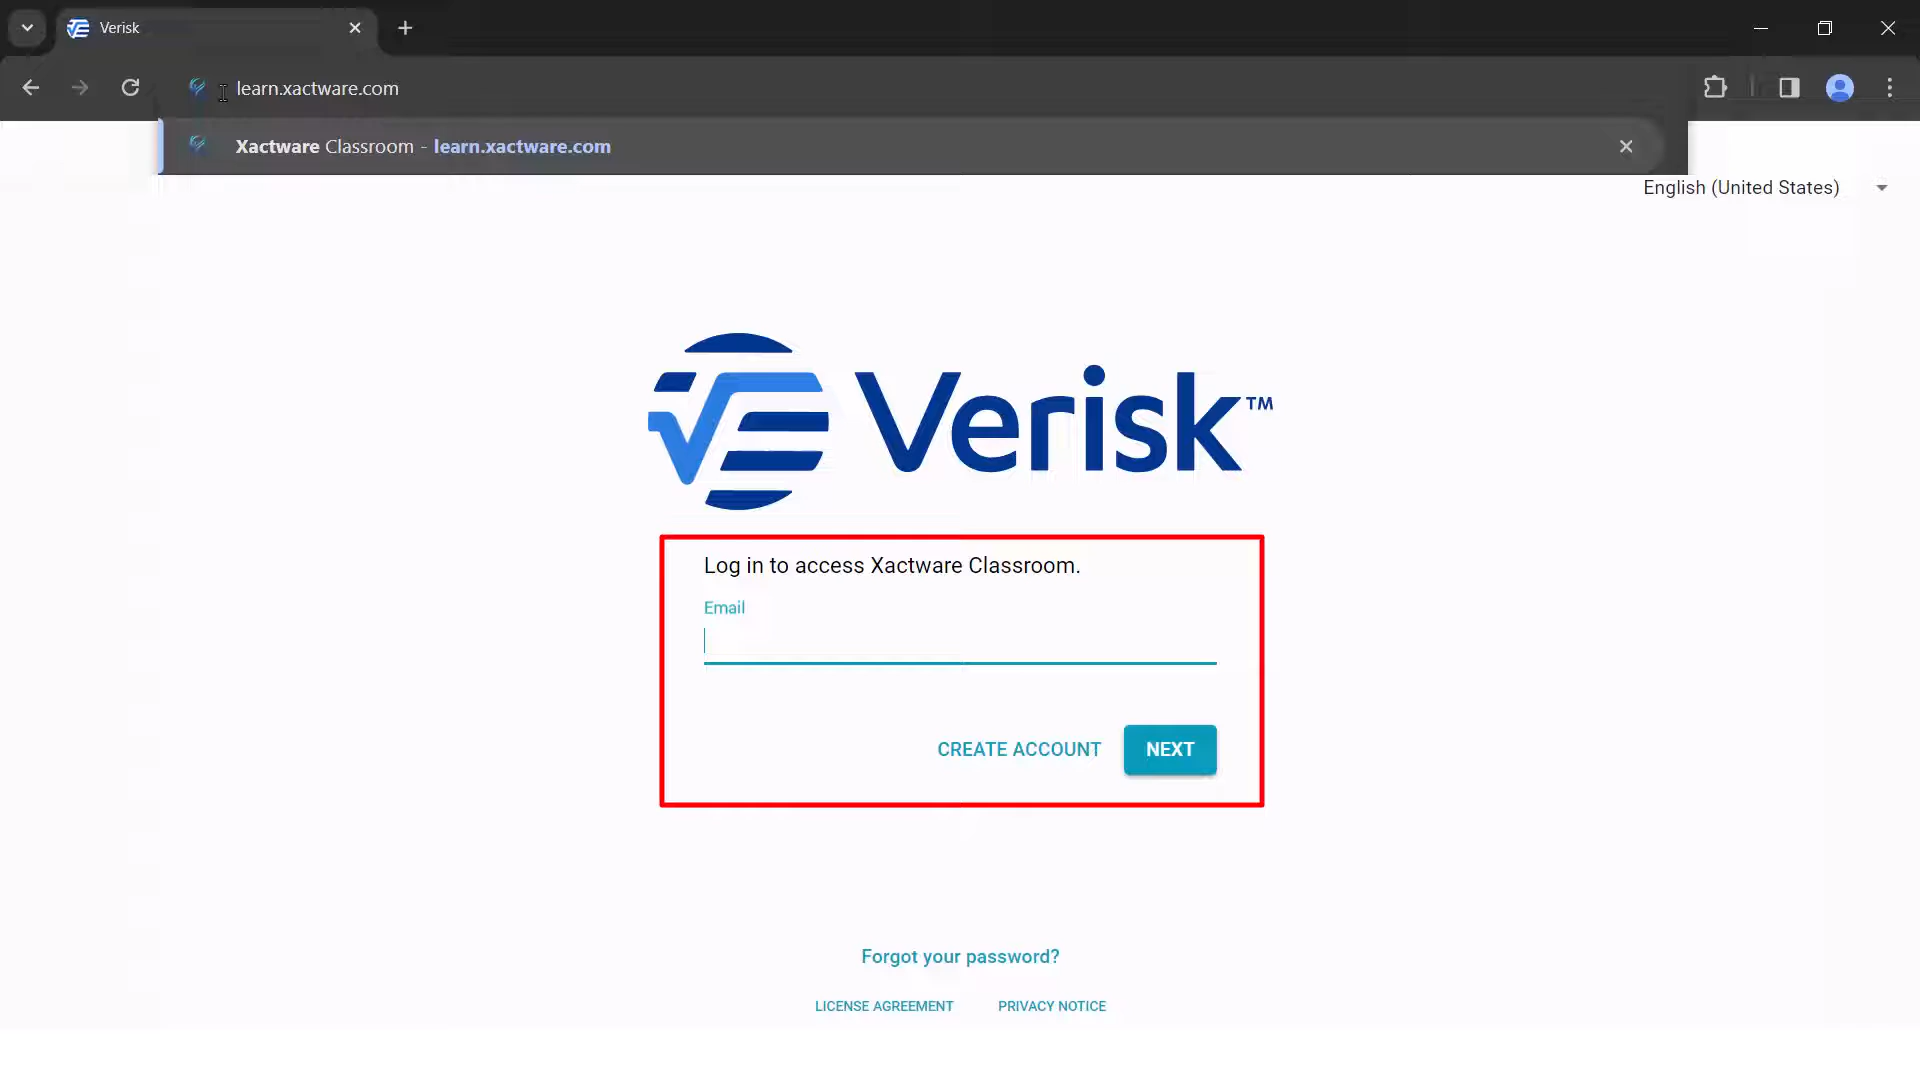 Verisk
learn.xactware.com
Xactware Classroom - learn.xactware.com
English (United States)
Verisk™
Log in to access Xactware Classroom.
Email
CREATE ACCOUNT
NEXT
Forgot your password?
LICENSE AGREEMENT
PRIVACY NOTICE